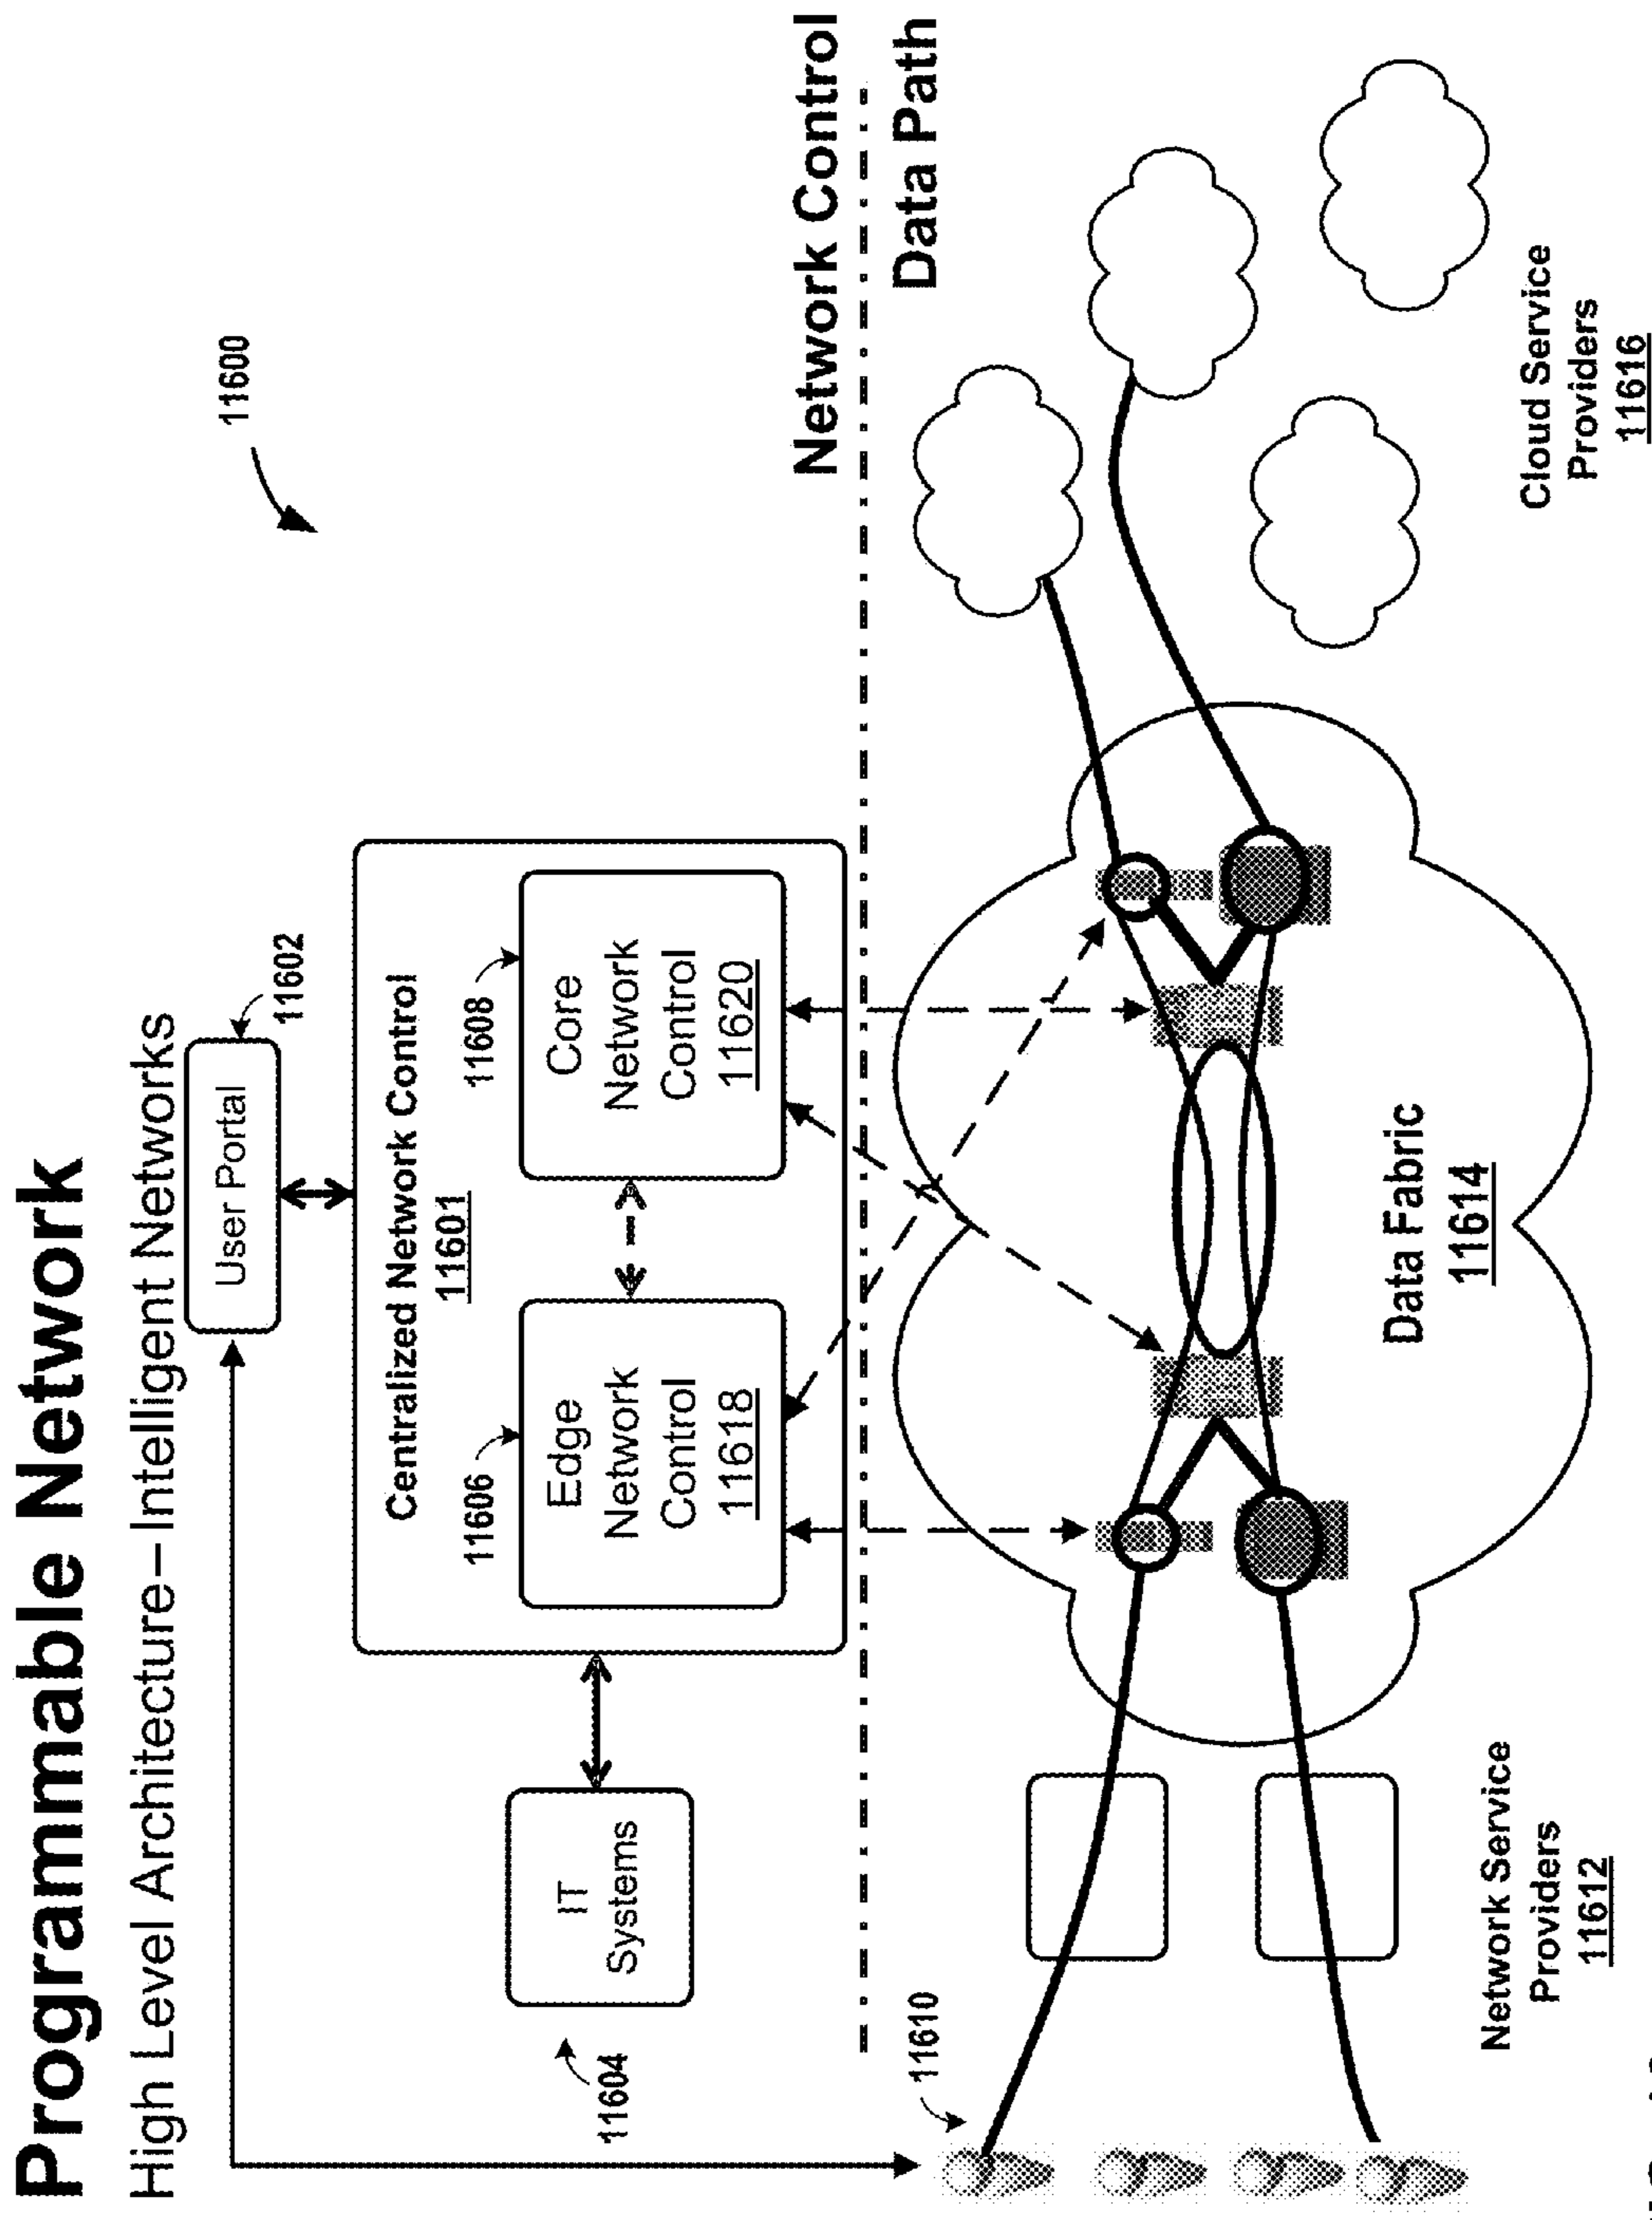 Programmable Network
High Level Architecture– Intelligent Networks
11600
User Portal
11602
Centralized Network Control
11601
11606
11608
Edge
Network
Control
11618
Core
Network
Control
11620
IT
Systems
11604
Network Control
Data Path
11610
Data Fabric
11614
Network Service
Providers
11612
Cloud Service
Providers
11616